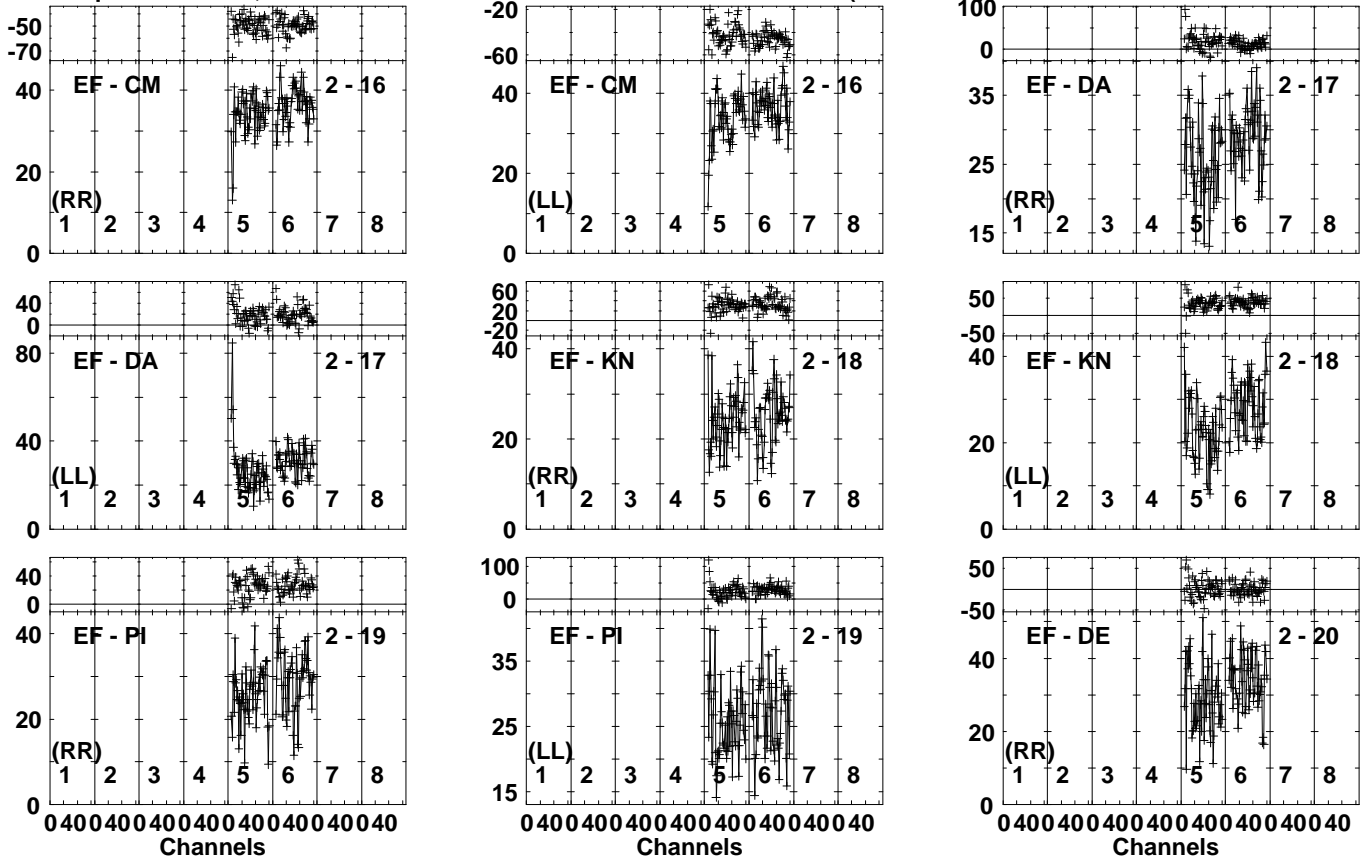 -50 -20 100
-70 -60 0
EF - CM 2 - 16 EF - CM 2 - 16 EF - DA 2 - 17
40 40 35
20 20 25
(RR) (LL) (RR)
1 2 3 4 5 6 7 8 1 2 3 4 5 6 7 8 1 2 3 4 5 6 7 8
0 0 15
40 80 60 40 20 50
0 -20 -50
EF - DA 2 - 17 EF - KN 2 - 18 EF - KN 2 - 18
80 40 40
40 20 20
(LL) (RR) (LL)
1 2 3 4 5 6 7 8 1 2 3 4 5 6 7 8 1 2 3 4 5 6 7 8
0 0 0
40 100 50
0 0 -50
EF - PI 2 - 19 EF - PI 2 - 19 EF - DE 2 - 20
40 35 40
20 25 20
(RR) (LL) (RR)
1 2 3 4 5 6 7 8 1 2 3 4 5 6 7 8 1 2 3 4 5 6 7 8
0 15 0
0 40 0 40 0 40 0 40 0 40 0 40 0 40 0 40 0 40 0 40 0 40 0 40 0 40 0 40 0 40 0 40 0 40 0 40 0 40 0 40 0 40 0 40 0 40 0 40
Channels Channels Channels